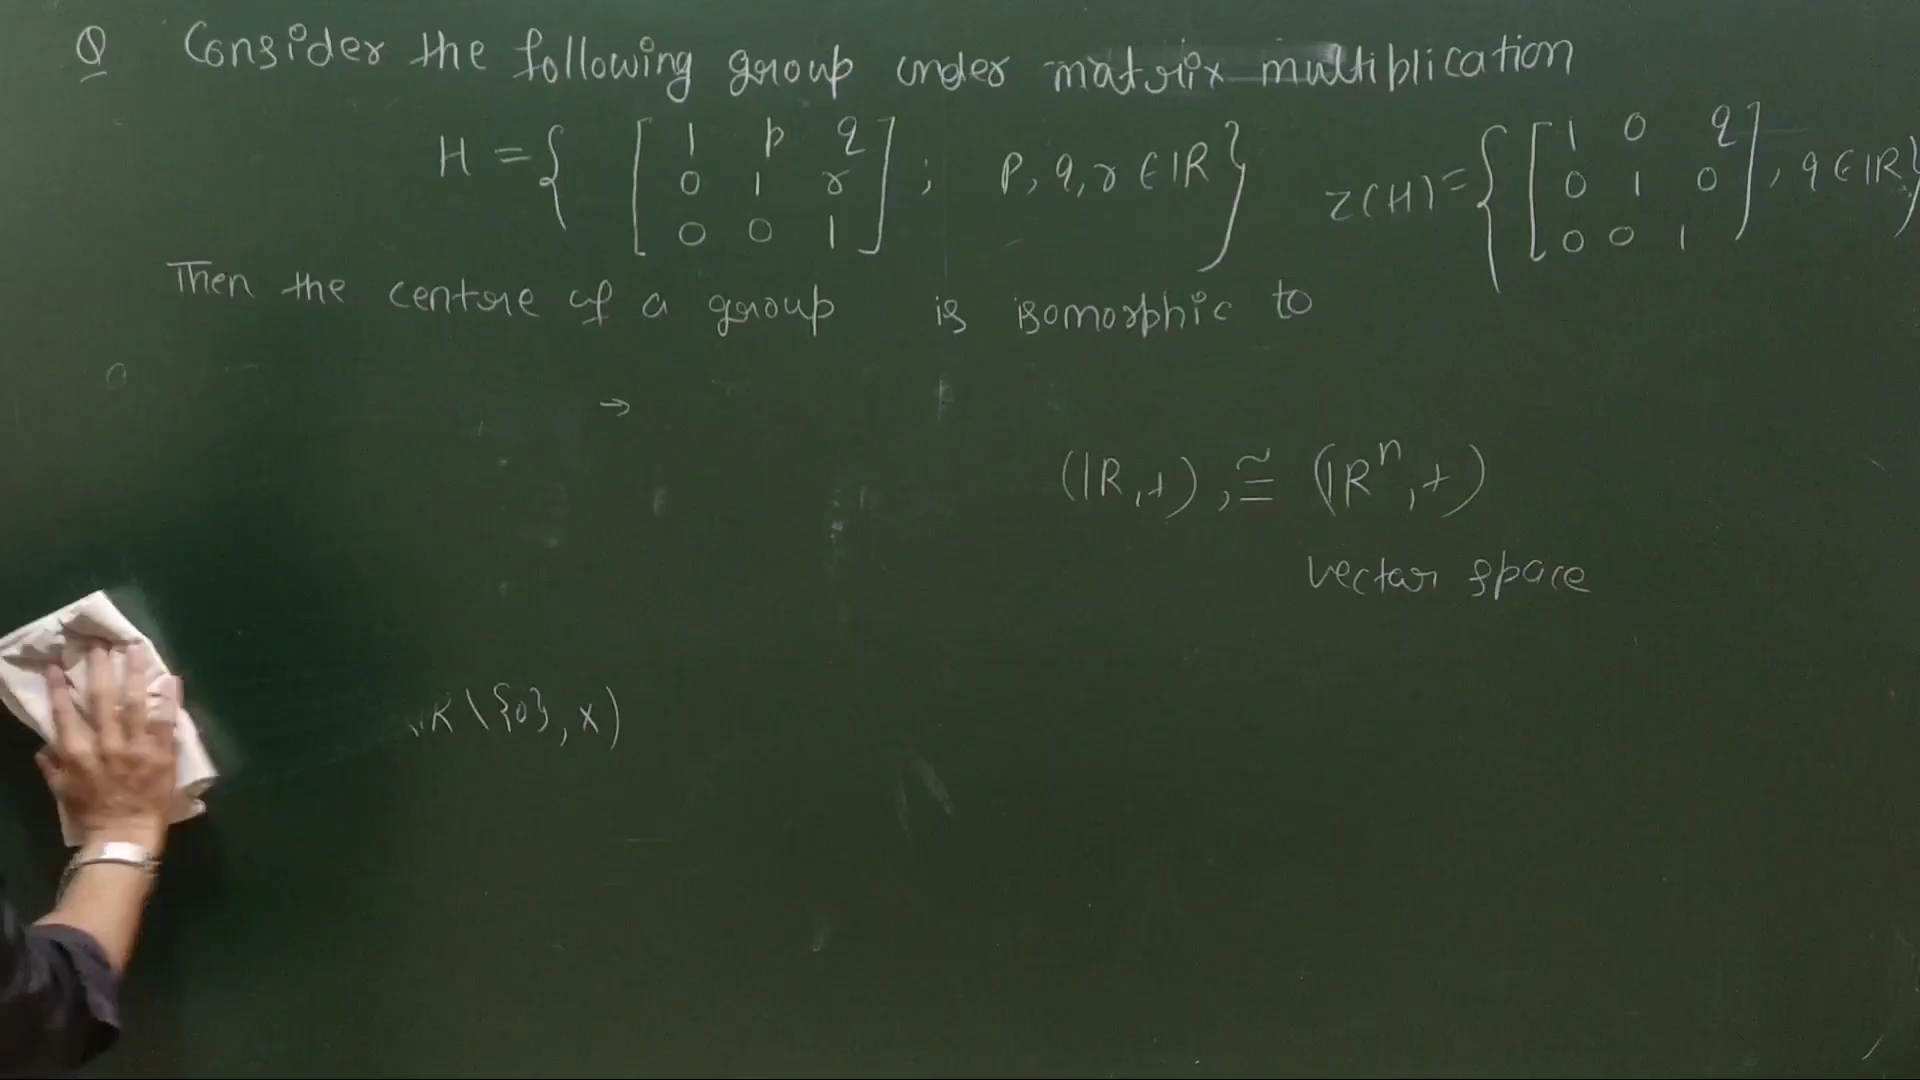 Q Consider the following group under matrix multiplication
H = { [ 1 p q ; p, q, r ∈ ℝ }
0 1 r
0 0 1 ]
Z(H) = { [ 1 0 q
0 1 0
0 0 1 ] , q ∈ ℝ }
Then the centre of a group is isomorphic to
→
(ℝ, +), ≅ (ℝⁿ, +)
vector space
\ {0}, ×)